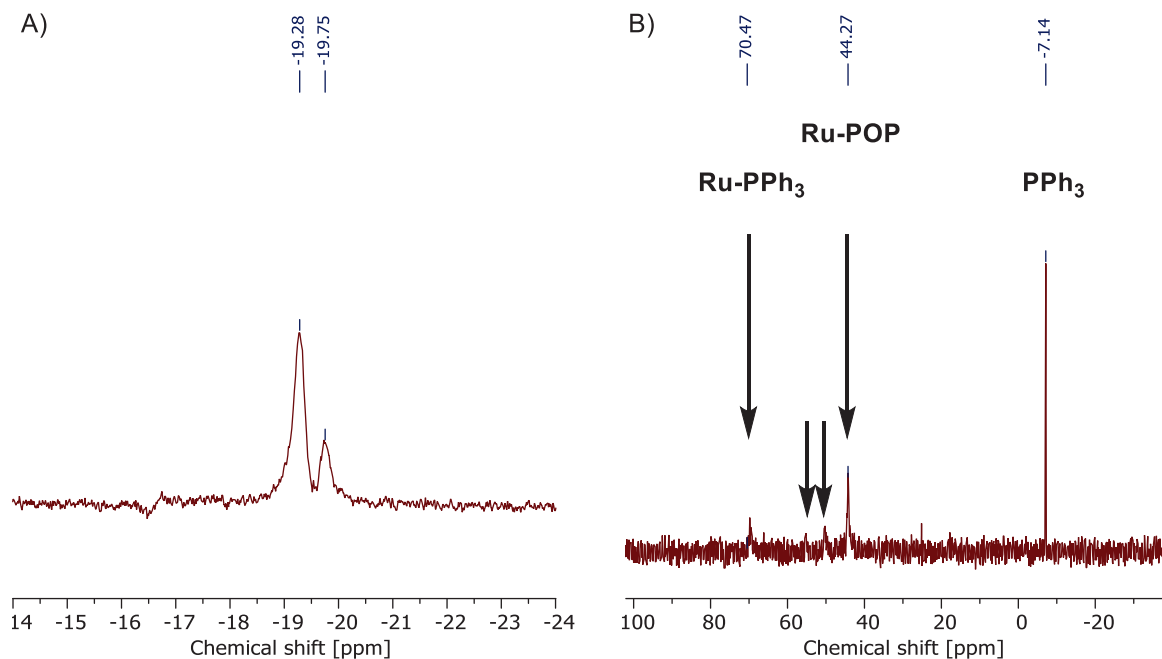 A)
-19.28
-19.75
14 -15 -16 -17 -18 -19 -20 -21 -22 -23 -24
Chemical shift [ppm]
B)
70.47
44.27
-7.14
Ru-POP
Ru-PPh3
PPh3
100 80 60 40 20 0 -20
Chemical shift [ppm]